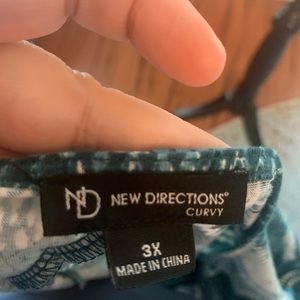 ND NEW DIRECTIONS®
CURVY
3X
MADE IN CHINA